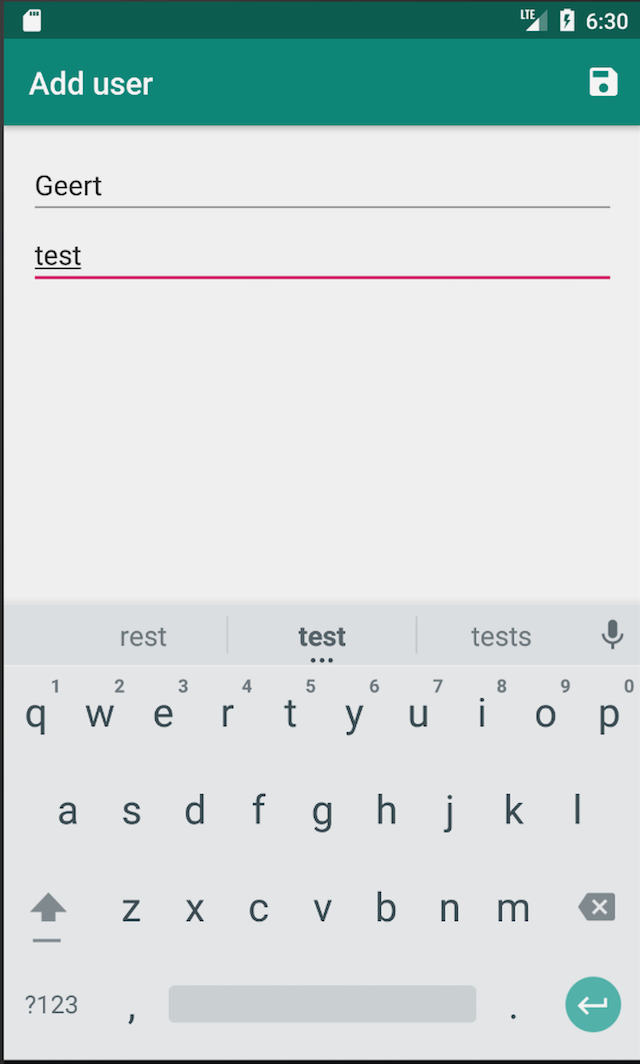 LTE 6:30
Add user
Geert
test
rest test tests
1 2 3 4 5 6 7 8 9 0
q w e r t y u i o p
a s d f g h j k l
z x c v b n m
?123 , .